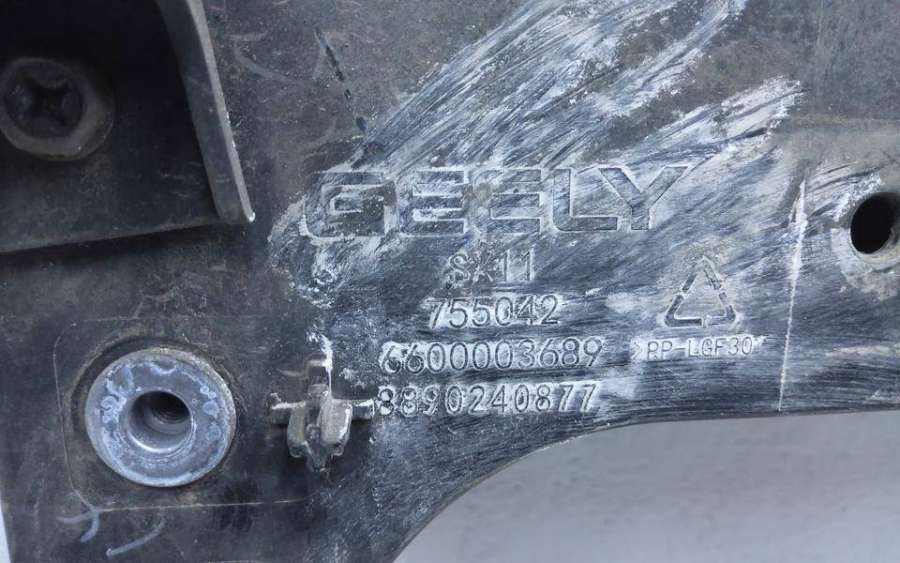 GEELY
SX11
755042
6600003689
>PP-LGF30<
8890240877